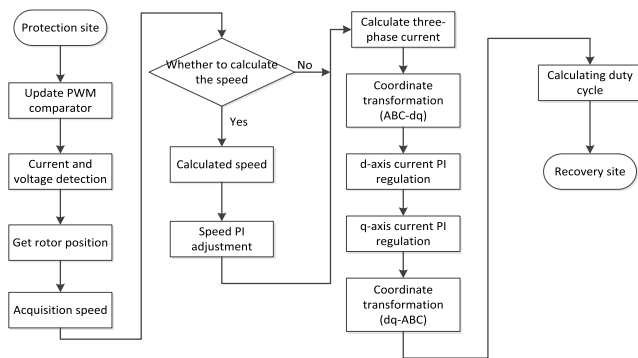 Protection site
Update PWM
comparator
Current and
voltage detection
Get rotor position
Acquisition speed
Whether to calculate
the speed
No
Yes
Calculated speed
Speed PI
adjustment
Calculate three-
phase current
Coordinate
transformation
(ABC-dq)
d-axis current PI
regulation
q-axis current PI
regulation
Coordinate
transformation
(dq-ABC)
Calculating duty
cycle
Recovery site